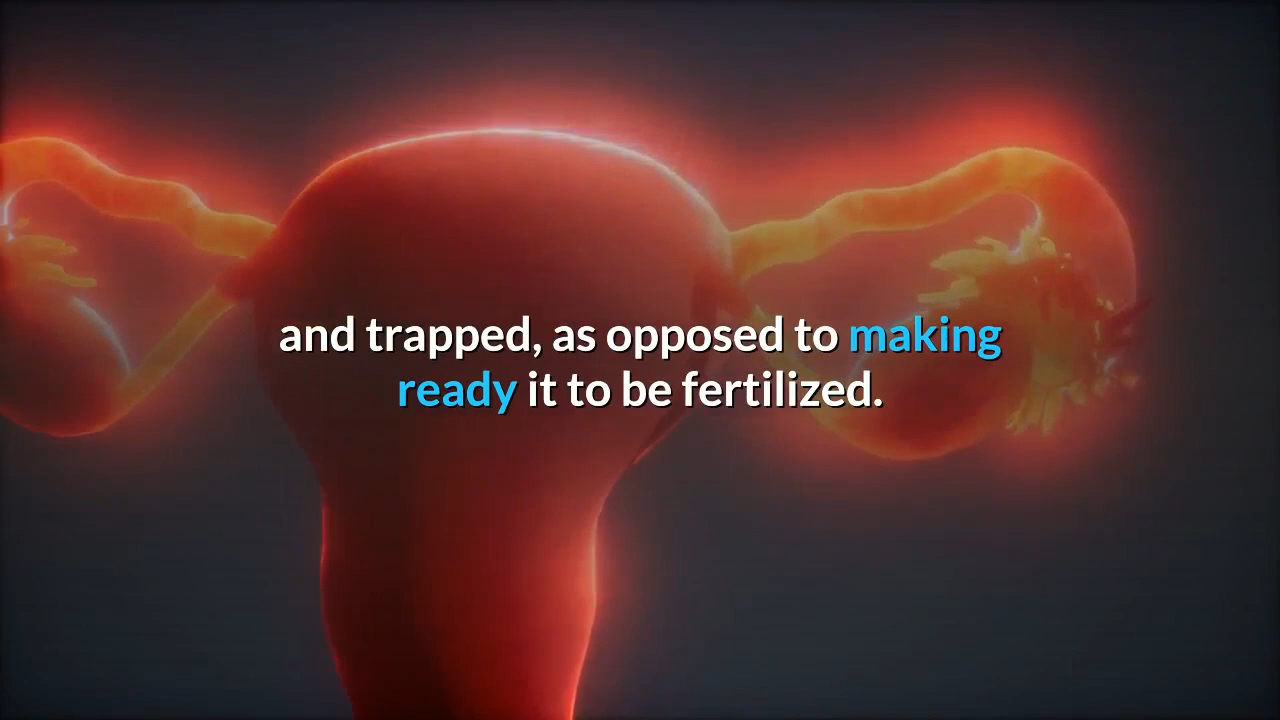 and trapped, as opposed to making
ready it to be fertilized.